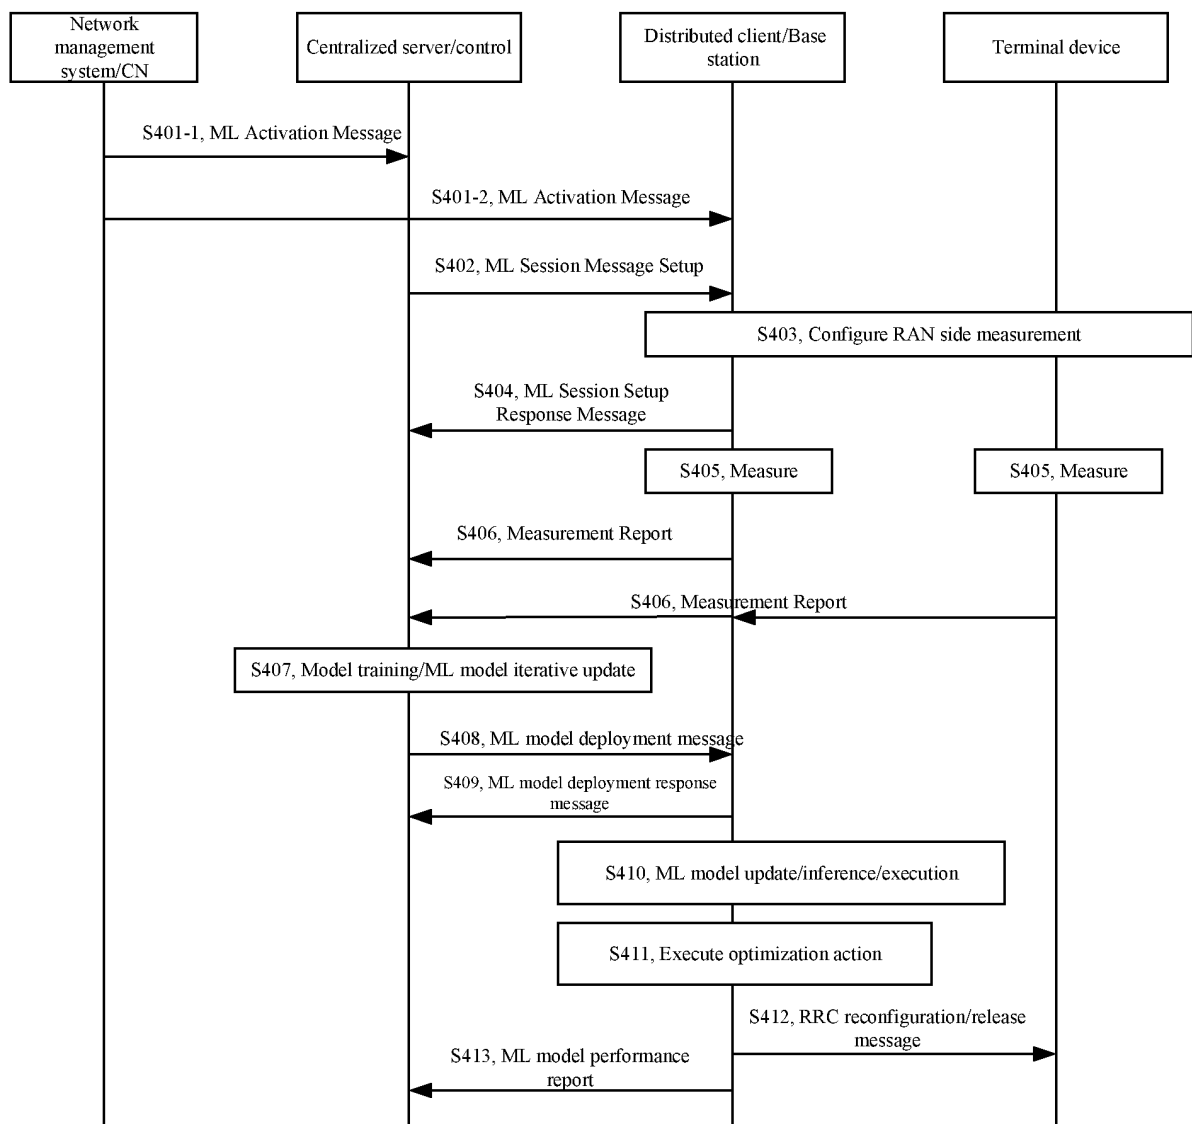 Network
management
system/CN
Centralized server/control
Distributed client/Base
station
Terminal device
S401-1, ML Activation Message
S401-2, ML Activation Message
S402, ML Session Message Setup
S403, Configure RAN side measurement
S404, ML Session Setup
Response Message
S405, Measure
S405, Measure
S406, Measurement Report
S406, Measurement Report
S407, Model training/ML model iterative update
S408, ML model deployment message
S409, ML model deployment response
message
S410, ML model update/inference/execution
S411, Execute optimization action
S412, RRC reconfiguration/release
message
S413, ML model performance
report